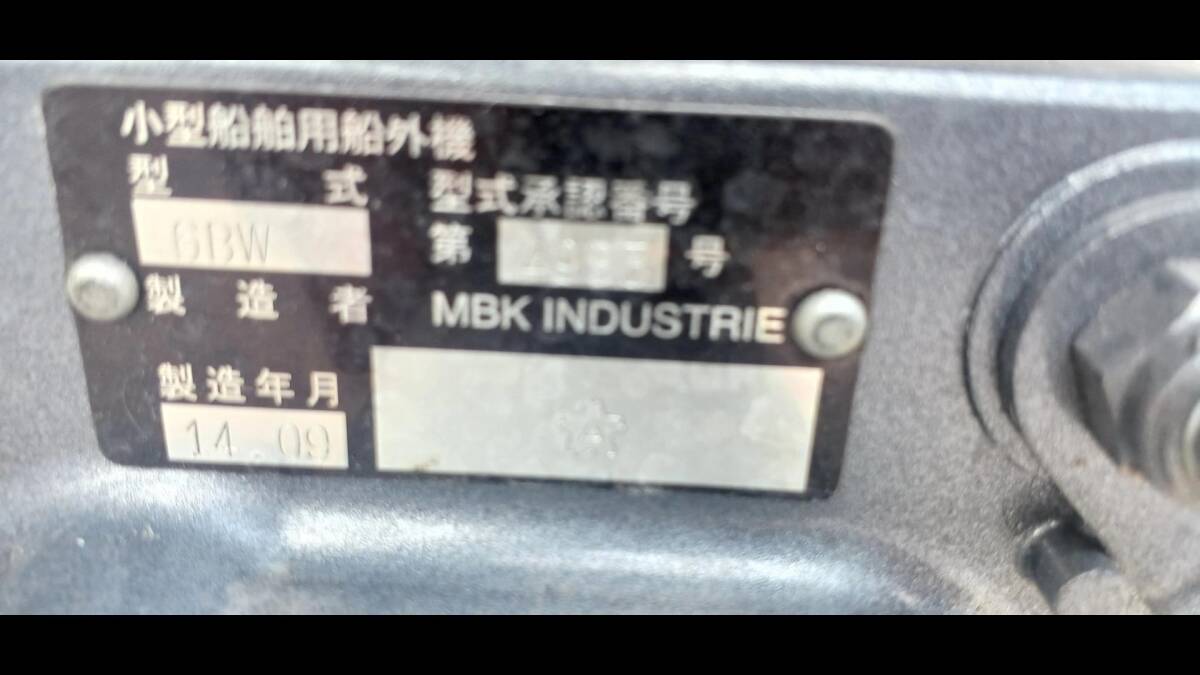 小型船舶用船外機
型式 型式承認番号
6BW 第 号
製造者 MBK INDUSTRIE
製造年月
14.09